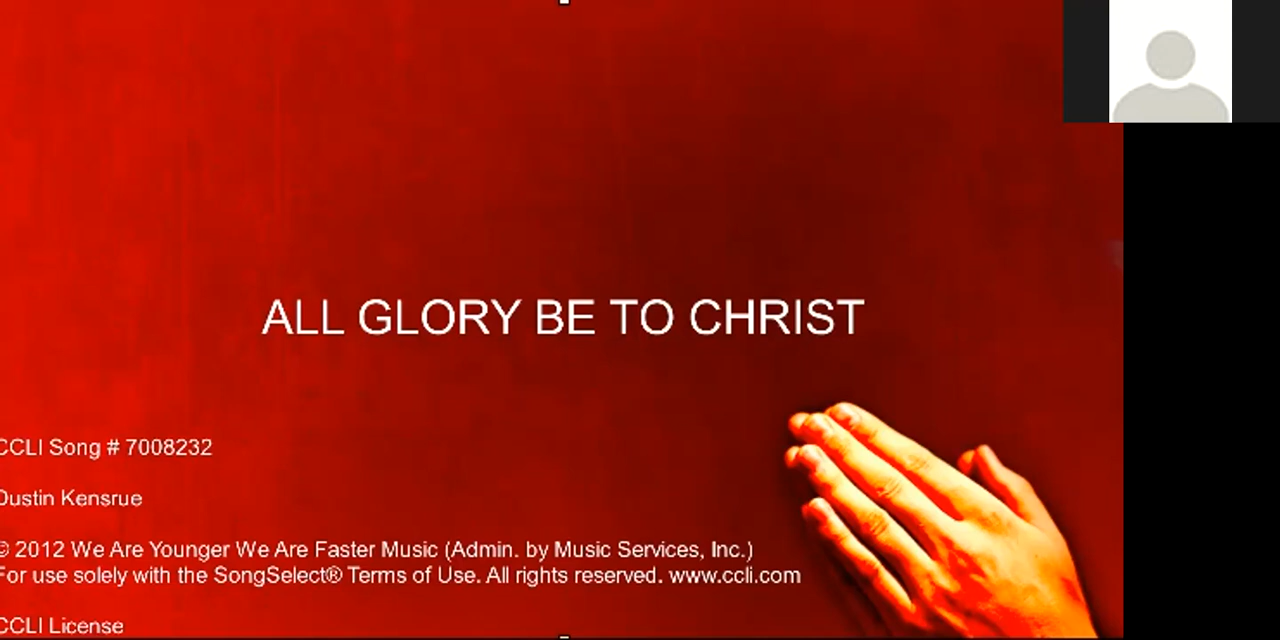 ALL GLORY BE TO CHRIST
CCLI Song # 7008232
Dustin Kensrue
© 2012 We Are Younger We Are Faster Music (Admin. by Music Services, Inc.)
For use solely with the SongSelect® Terms of Use. All rights reserved. www.ccli.com
CCLI License